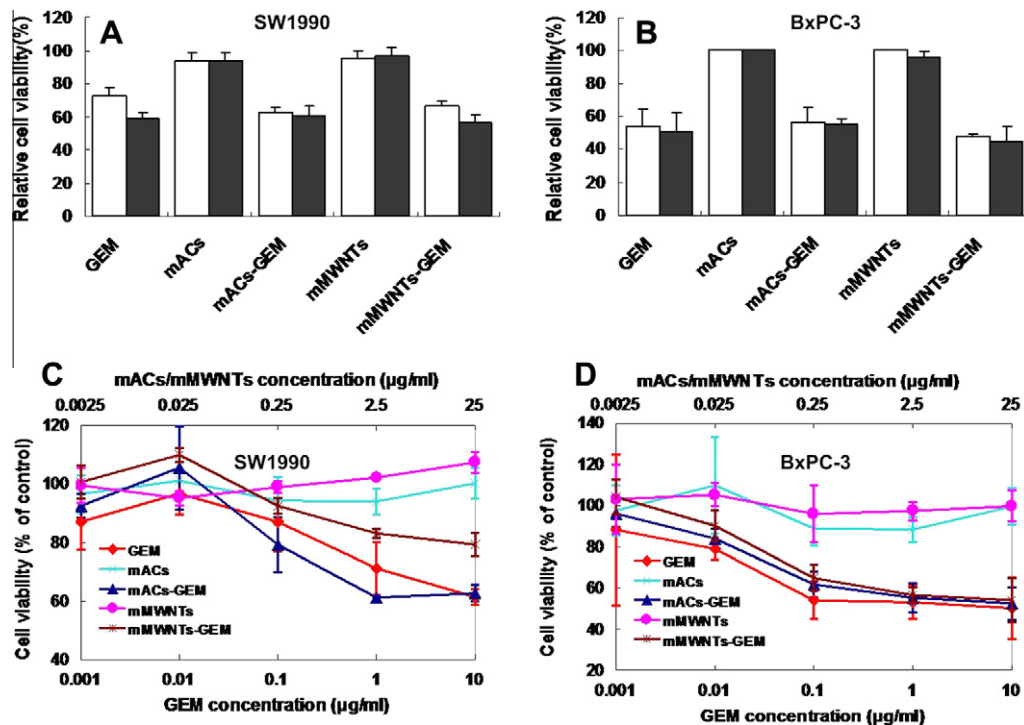 A
SW1990
Relative cell viability(%)
120
100
80
60
40
20
0
GEM
mACs
mACs-GEM
mMWNTs
mMWNTs-GEM
B
BxPC-3
Relative cell viability(%)
120
100
80
60
40
20
0
GEM
mACs
mACs-GEM
mMWNTs
mMWNTs-GEM
C
mACs/mMWNTs concentration (µg/ml)
0.0025 0.025 0.25 2.5 25
SW1990
Cell viability (% of control)
120
100
80
60
40
GEM
mACs
mACs-GEM
mMWNTs
mMWNTs-GEM
0.001 0.01 0.1 1 10
GEM concentration (µg/ml)
D
mACs/mMWNTs concentration (µg/ml)
0.0025 0.025 0.25 2.5 25
BxPC-3
Cell viability (% of control)
140
120
100
80
60
40
20
GEM
mACs
mACs-GEM
mMWNTs
mMWNTs-GEM
0.001 0.01 0.1 1 10
GEM concentration (µg/ml)